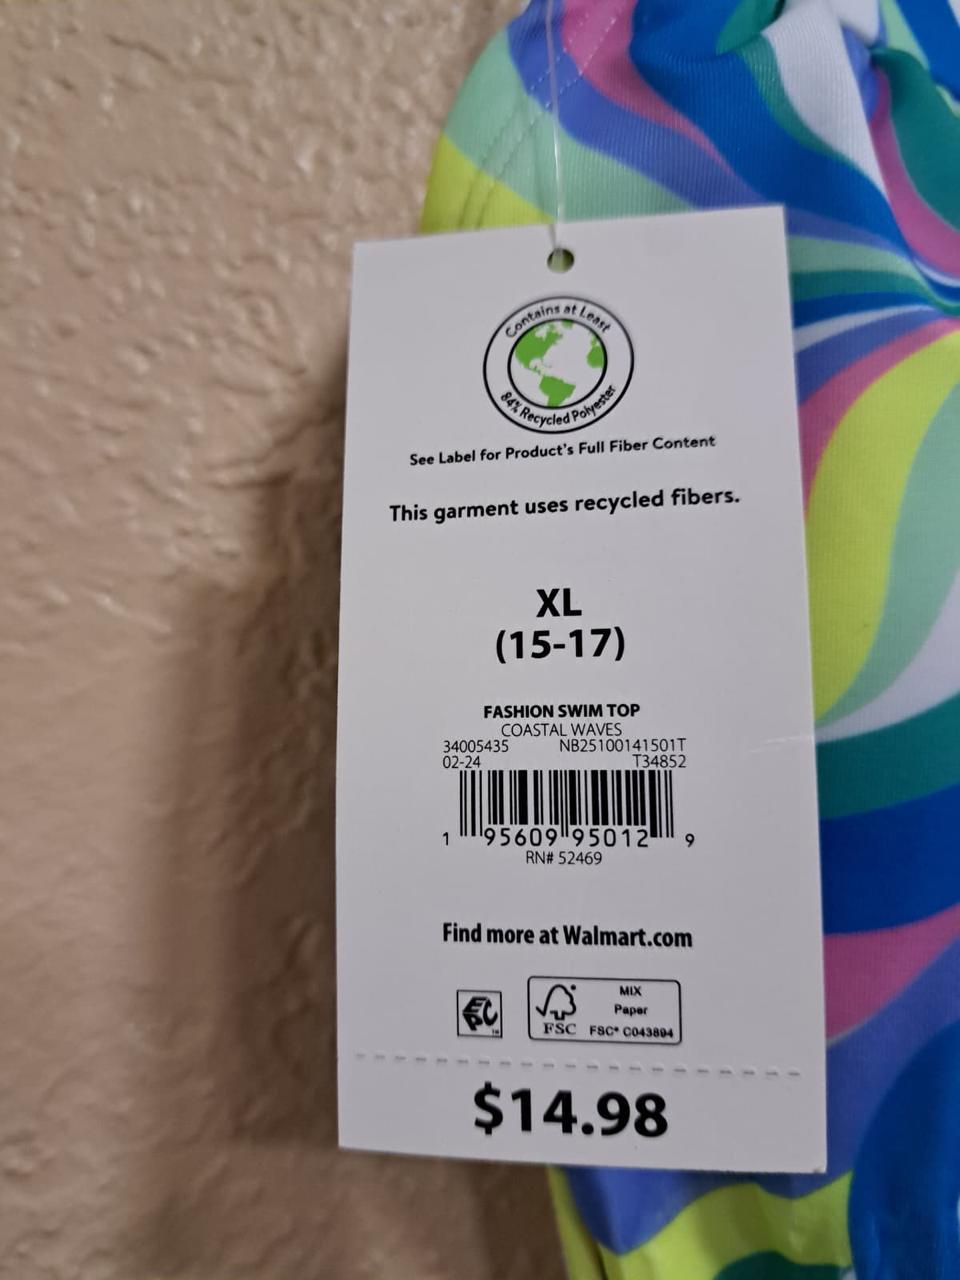 Contains at Least
84% Recycled Polyester
See Label for Product's Full Fiber Content
This garment uses recycled fibers.
XL
(15-17)
FASHION SWIM TOP
COASTAL WAVES
34005435 NB25100141501T
02-24 T34852
1 95609 95012 9
RN# 52469
Find more at Walmart.com
EPC™
FSC
MIX
Paper
FSC® C043894
$14.98